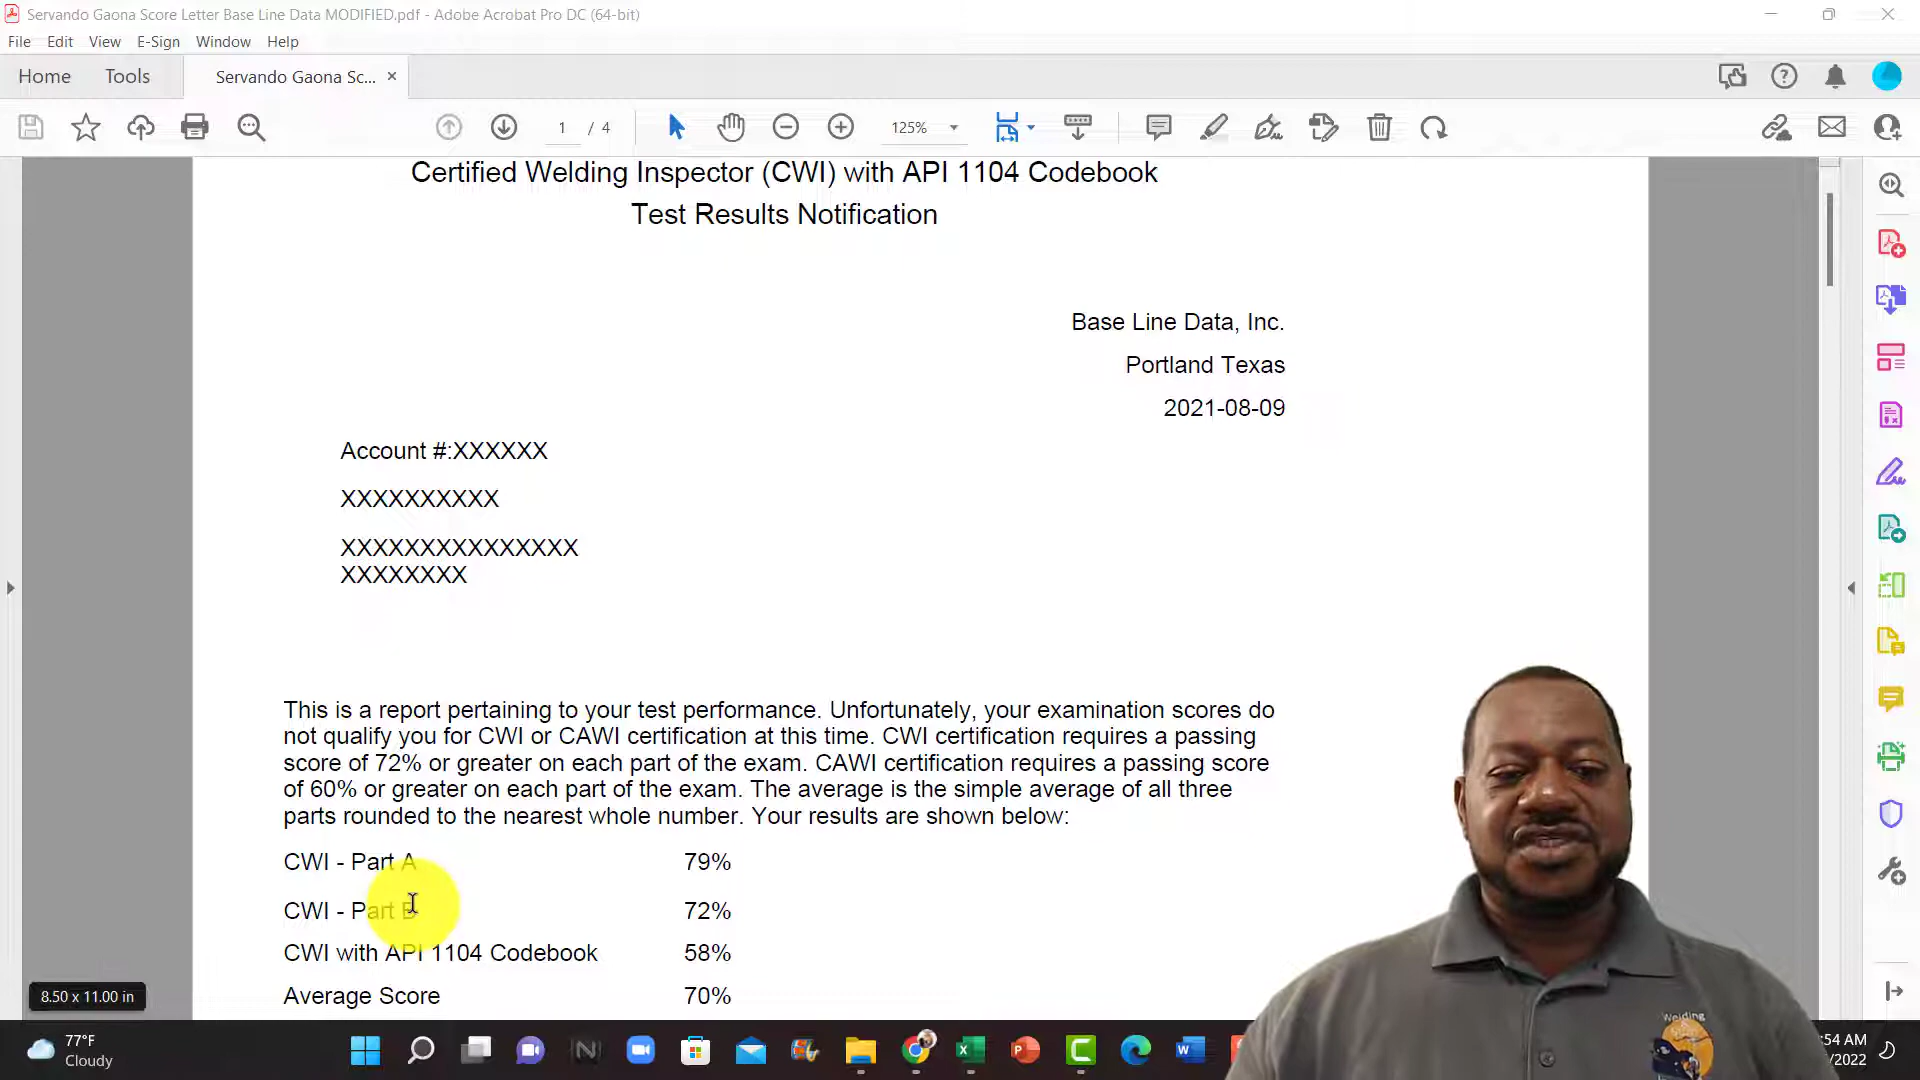 Servando Gaona Score Letter Base Line Data MODIFIED.pdf - Adobe Acrobat Pro DC (64-bit)
File Edit View E-Sign Window Help
Home Tools Servando Gaona Sc... ×
1 / 4 125%
Certified Welding Inspector (CWI) with API 1104 Codebook
Test Results Notification
Base Line Data, Inc.
Portland Texas
2021-08-09
Account #:XXXXXX
XXXXXXXXXX
XXXXXXXXXXXXXXX
XXXXXXXX
This is a report pertaining to your test performance. Unfortunately, your examination scores do
not qualify you for CWI or CAWI certification at this time. CWI certification requires a passing
score of 72% or greater on each part of the exam. CAWI certification requires a passing score
of 60% or greater on each part of the exam. The average is the simple average of all three
parts rounded to the nearest whole number. Your results are shown below:
CWI - Part A 79%
CWI - Part B 72%
CWI with API 1104 Codebook 58%
Average Score 70%
8.50 x 11.00 in
77°F
Cloudy
Welding
:54 AM
/2022